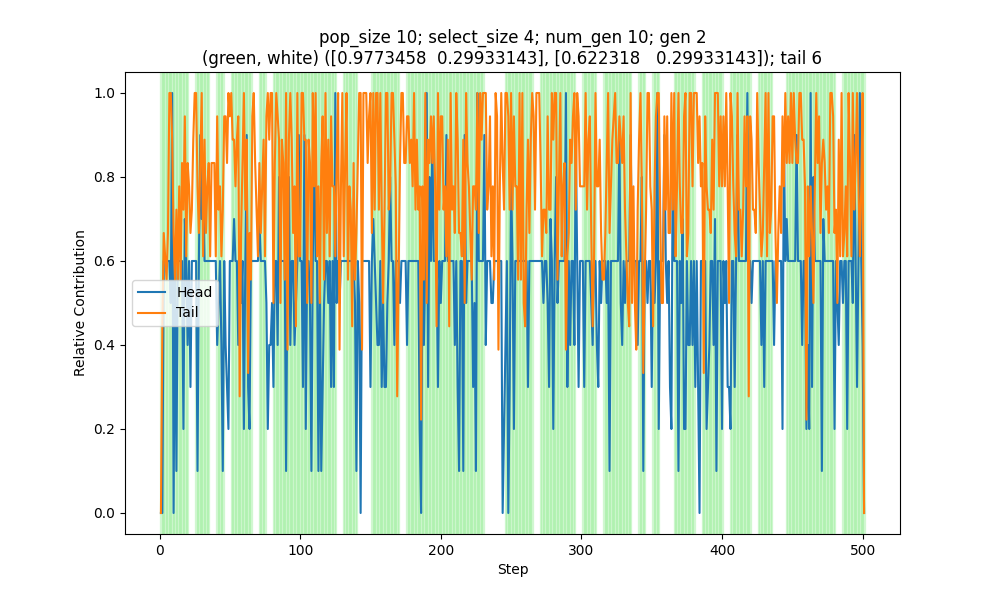 pop_size 10; select_size 4; num_gen 10; gen 2
(green, white) ([0.9773458  0.29933143], [0.622318   0.29933143]); tail 6
1.0
0.8
0.6
0.4
0.2
0.0
Relative Contribution
Head
Tail
0 100 200 300 400 500
Step